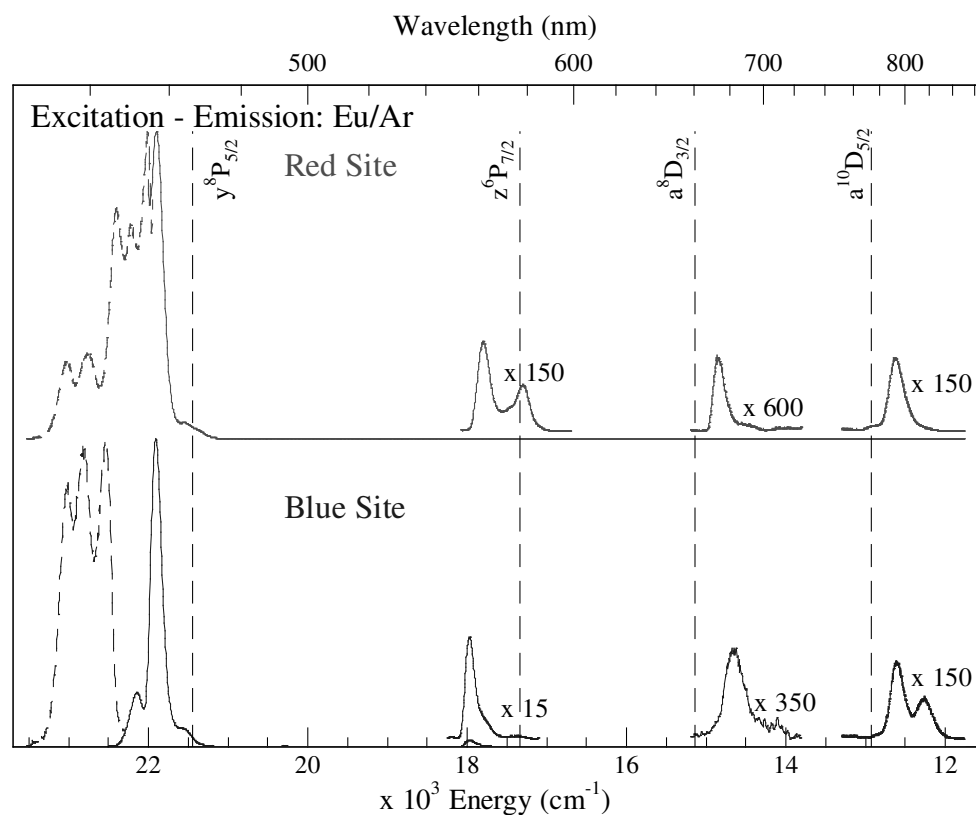 Wavelength (nm)
500 600 700 800
Excitation - Emission: Eu/Ar
Red Site
y⁸P₅/₂
z⁶P₇/₂
a⁸D₃/₂
a¹⁰D₅/₂
x 150
x 600
x 150
Blue Site
x 15
x 350
x 150
22 20 18 16 14 12
x 10³ Energy (cm⁻¹)